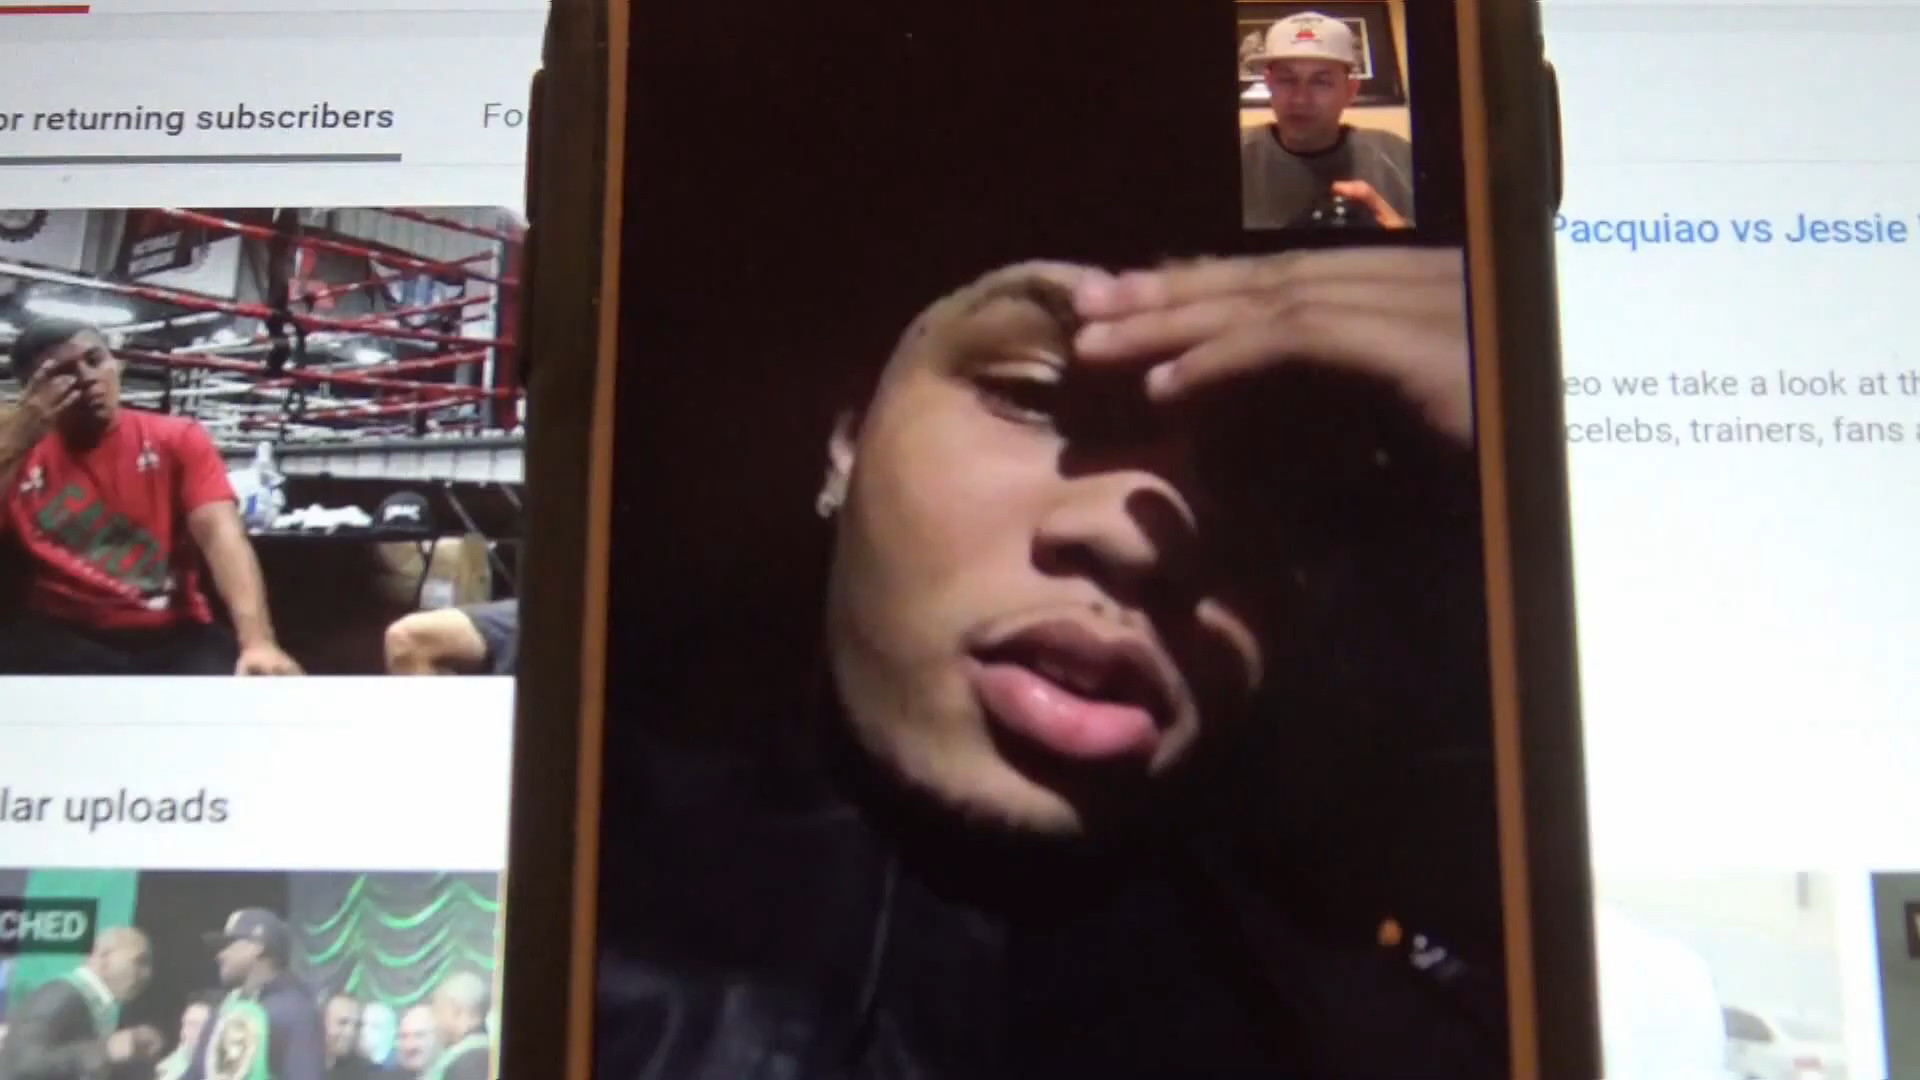 or returning subscribers
Fo
Pacquiao vs Jessie
eo we take a look at th
celebs, trainers, fans
lar uploads
CHED